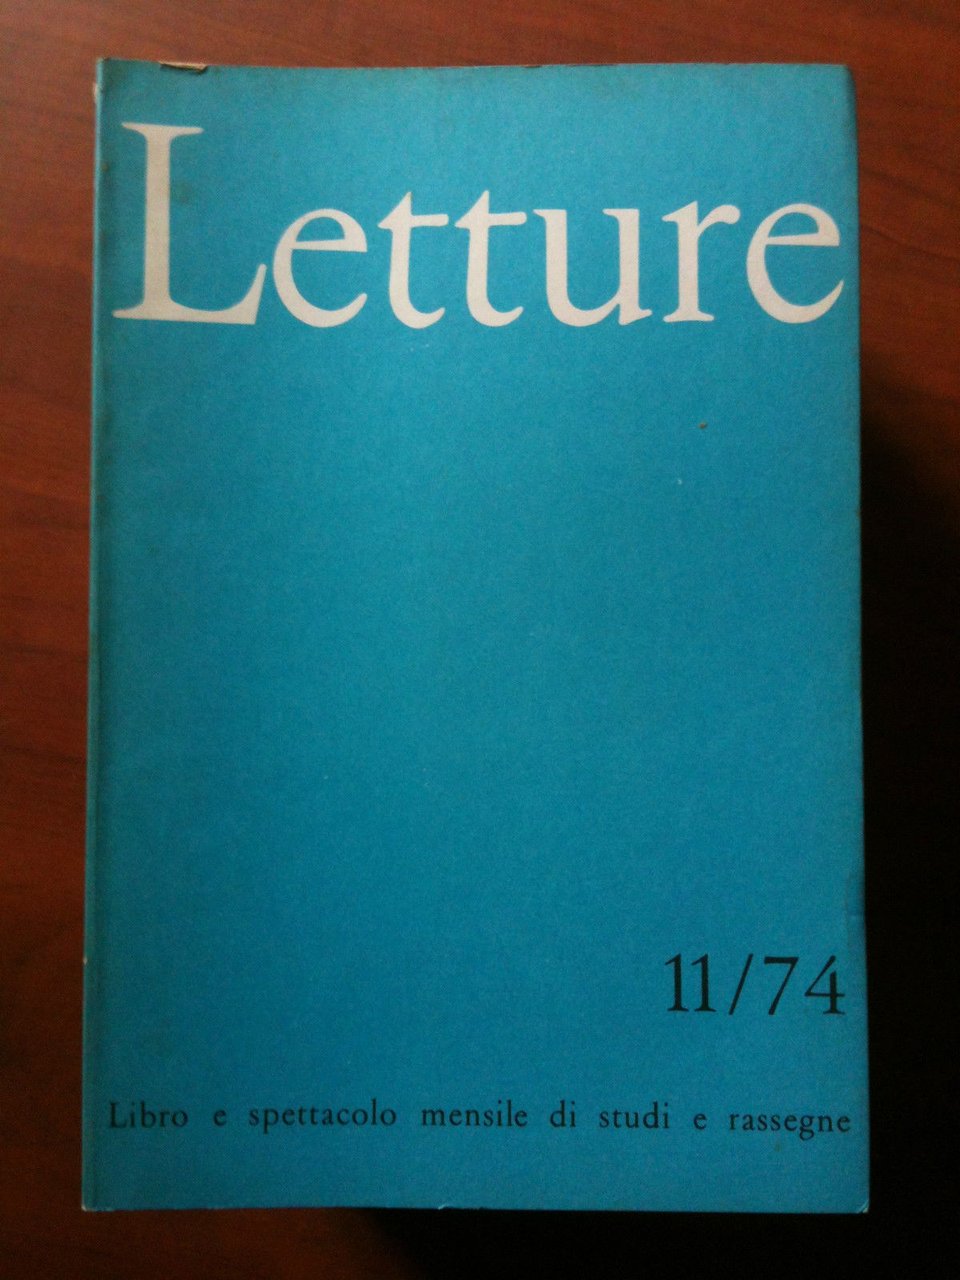 Letture
11/74
Libro e spettacolo mensile di studi e rassegne